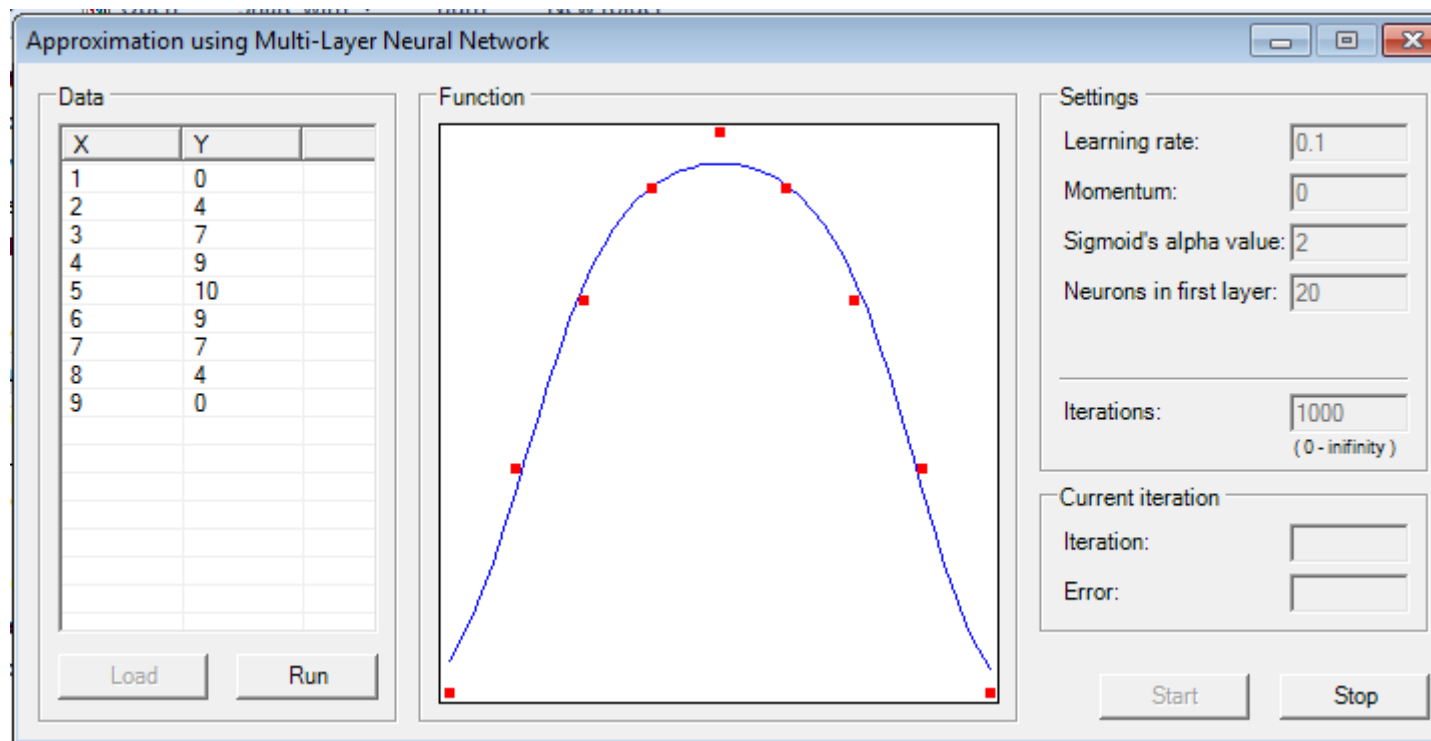 Approximation using Multi-Layer Neural Network
Data
X Y
1 0
2 4
3 7
4 9
5 10
6 9
7 7
8 4
9 0
Load Run
Function
Settings
Learning rate: 0.1
Momentum: 0
Sigmoid's alpha value: 2
Neurons in first layer: 20
Iterations: 1000
( 0 - inifinity )
Current iteration
Iteration:
Error:
Start Stop